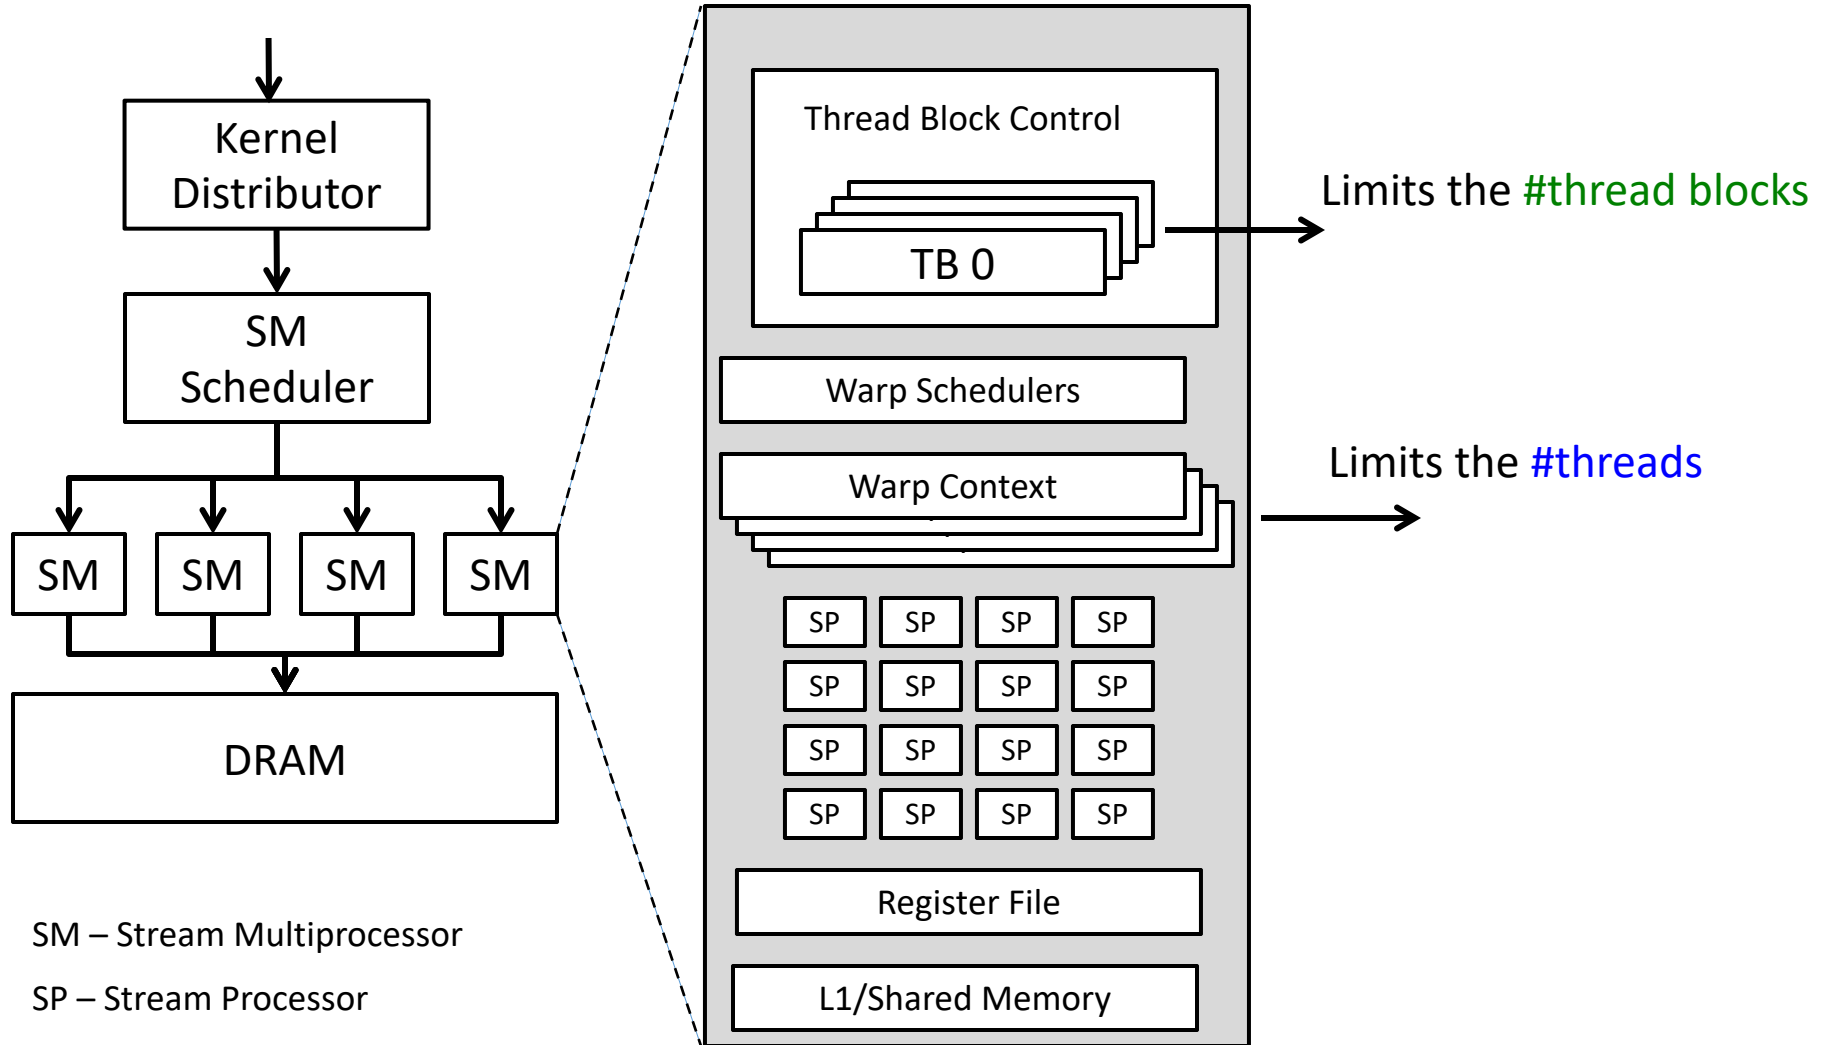 Kernel
Distributor
SM
Scheduler
SM SM SM SM
DRAM
SM – Stream Multiprocessor
SP – Stream Processor
Thread Block Control
TB 0
Warp Schedulers
Warp Context
SP SP SP SP
SP SP SP SP
SP SP SP SP
SP SP SP SP
Register File
L1/Shared Memory
Limits the #thread blocks
Limits the #threads